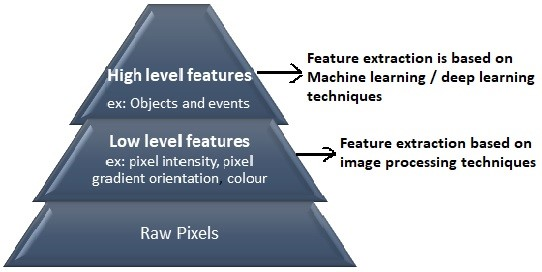 High level features
ex: Objects and events
Feature extraction is based on
Machine learning / deep learning
techniques
Low level features
ex: pixel intensity, pixel
gradient orientation, colour
Feature extraction based on
image processing techniques
Raw Pixels